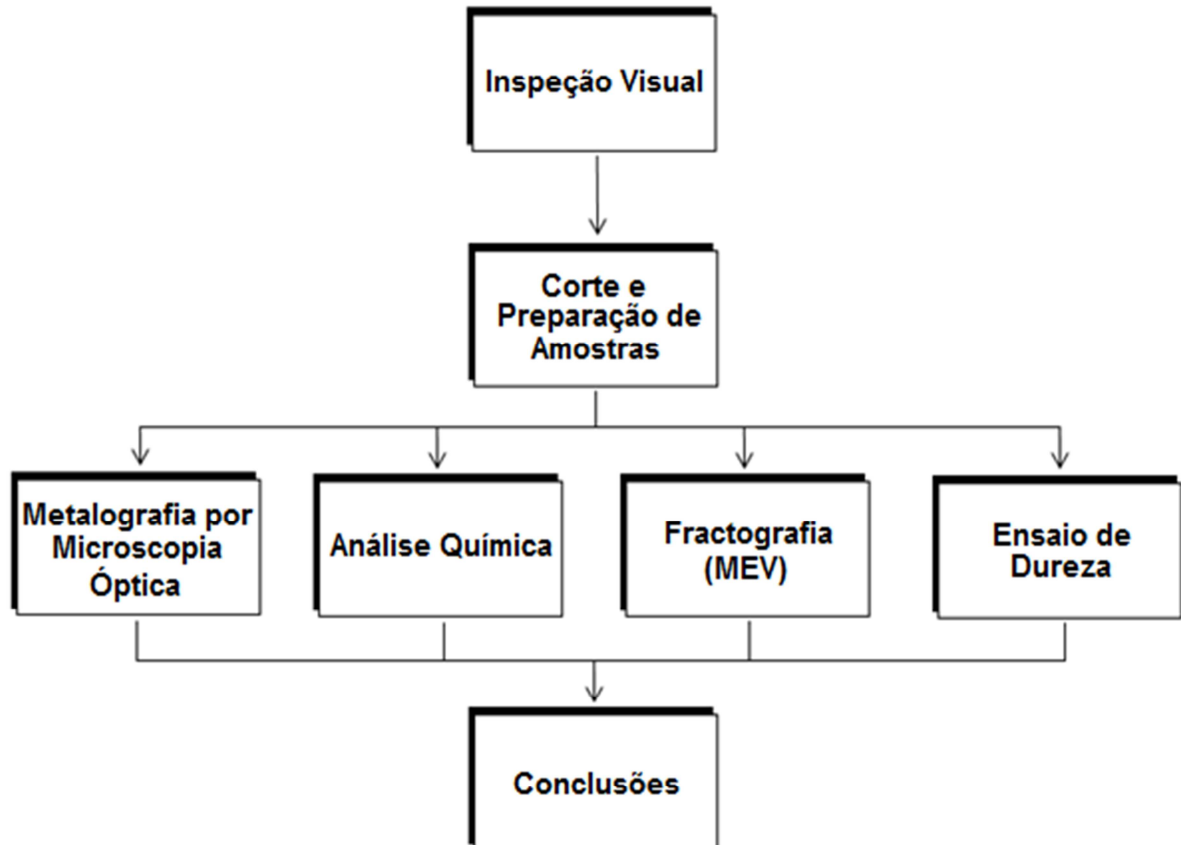 Inspeção Visual
Corte e
Preparação de
Amostras
Metalografia por
Microscopia
Óptica
Análise Química
Fractografia
(MEV)
Ensaio de
Dureza
Conclusões